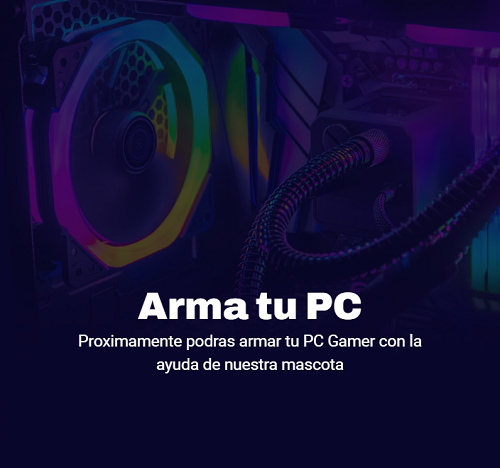 Arma tu PC
Proximamente podras armar tu PC Gamer con la
ayuda de nuestra mascota